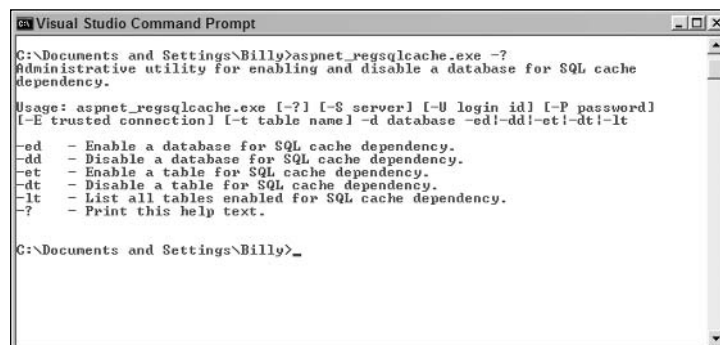 Visual Studio Command Prompt
C:\Documents and Settings\Billy>aspnet_regsqlcache.exe -?
Administrative utility for enabling and disable a database for SQL cache
dependency.
Usage: aspnet_regsqlcache.exe [-?] [-S server] [-U login id] [-P password]
[-E trusted connection] [-t table name] -d database -ed|-dd|-et|-dt|-lt
-ed - Enable a database for SQL cache dependency.
-dd - Disable a database for SQL cache dependency.
-et - Enable a table for SQL cache dependency.
-dt - Disable a table for SQL cache dependency.
-lt - List all tables enabled for SQL cache dependency.
-? - Print this help text.
C:\Documents and Settings\Billy>_